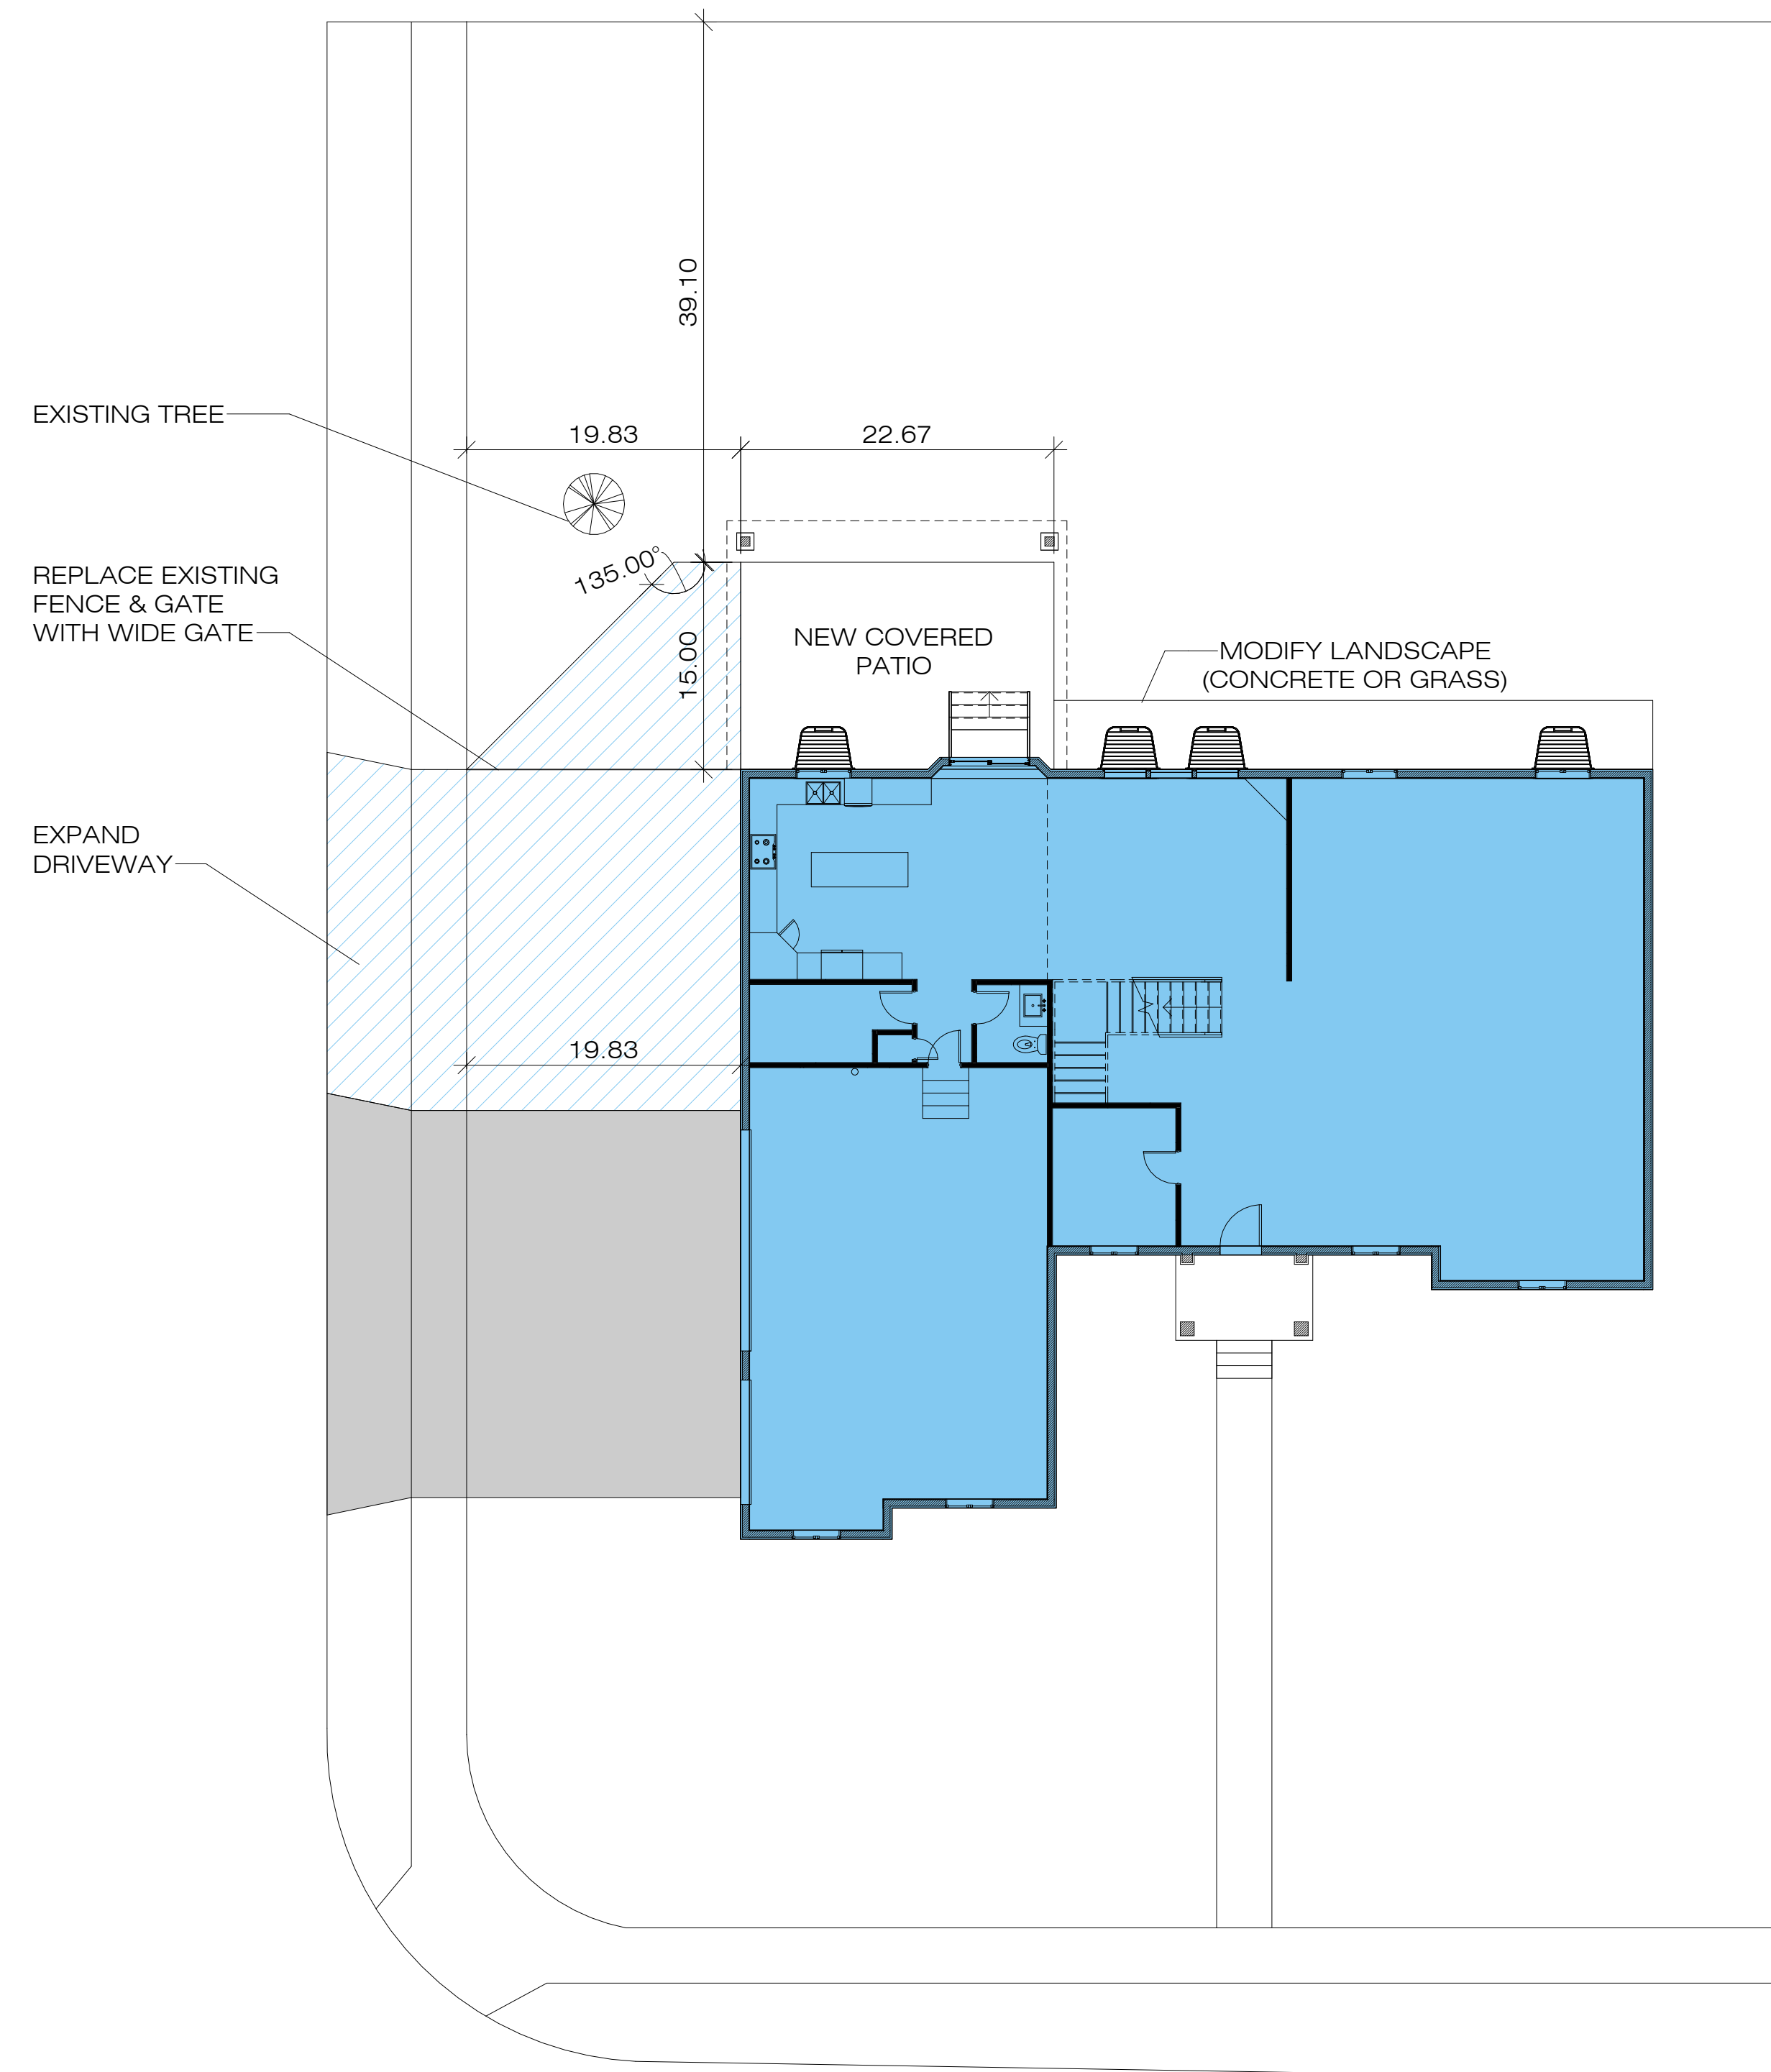 39.10
EXISTING TREE
19.83
22.67
135.00°
REPLACE EXISTING
FENCE & GATE
WITH WIDE GATE
15.00
NEW COVERED
PATIO
MODIFY LANDSCAPE
(CONCRETE OR GRASS)
EXPAND
DRIVEWAY
19.83